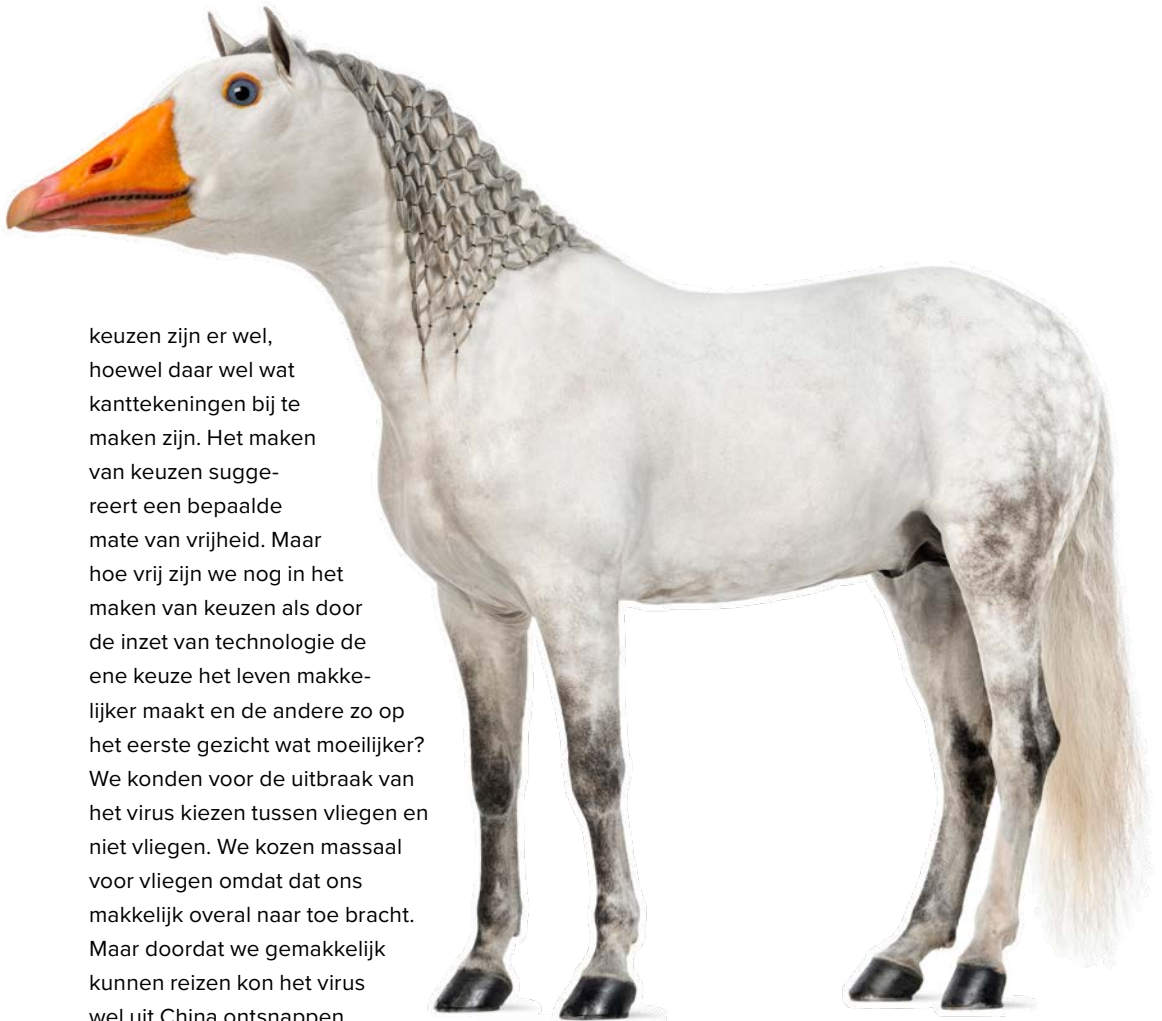 keuzen zijn er wel,
hoewel daar wel wat
kanttekeningen bij te
maken zijn. Het maken
van keuzen sugge-
reert een bepaalde
mate van vrijheid. Maar
hoe vrij zijn we nog in het
maken van keuzen als door
de inzet van technologie de
ene keuze het leven makke-
lijker maakt en de andere zo op
het eerste gezicht wat moeilijker?
We konden voor de uitbraak van
het virus kiezen tussen vliegen en
niet vliegen. We kozen massaal
voor vliegen omdat dat ons
makkelijk overal naar toe bracht.
Maar doordat we gemakkelijk
kunnen reizen kon het virus
wel uit China ontsnappen